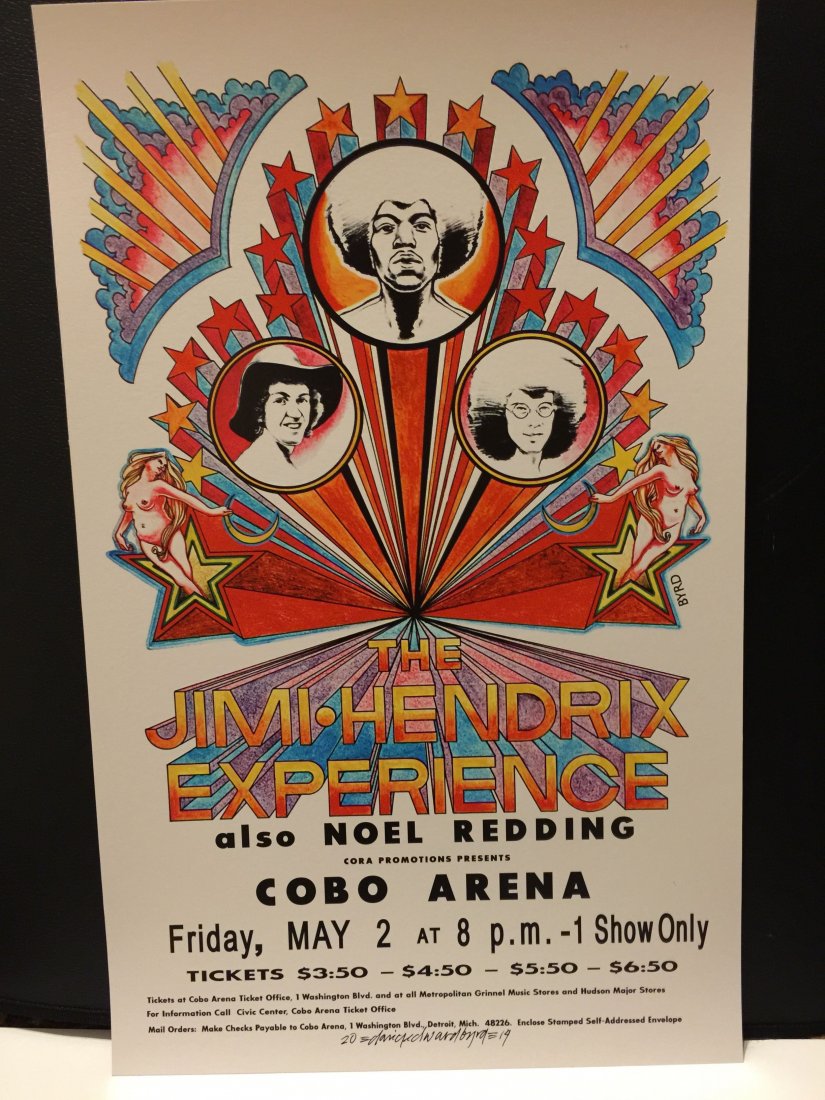 BYRD
THE
JIMI·HENDRIX
EXPERIENCE
also NOEL REDDING
CORA PROMOTIONS PRESENTS
COBO ARENA
Friday, MAY 2 AT 8 p.m. -1 Show Only
TICKETS $3:50 – $4:50 – $5:50 – $6:50
Tickets at Cobo Arena Ticket Office, 1 Washington Blvd. and at all Metropolitan Grinnel Music Stores and Hudson Major Stores
For Information Call Civic Center, Cobo Arena Ticket Office
Mail Orders: Make Checks Payable to Cobo Arena, 1 Washington Blvd., Detroit, Mich. 48226. Enclose Stamped Self-Addressed Envelope
20 davidedwardbyrd 19